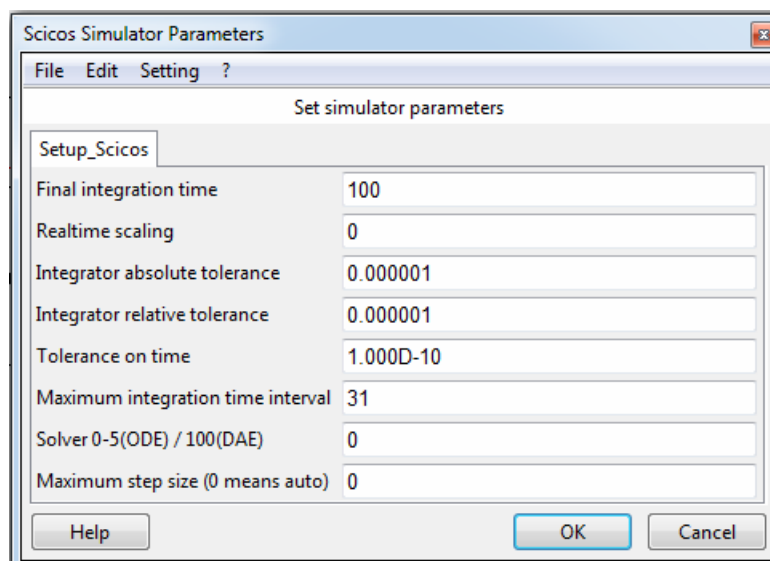 Scicos Simulator Parameters
File Edit Setting ?
Set simulator parameters
Setup_Scicos
Final integration time 100
Realtime scaling 0
Integrator absolute tolerance 0.000001
Integrator relative tolerance 0.000001
Tolerance on time 1.000D-10
Maximum integration time interval 31
Solver 0-5(ODE) / 100(DAE) 0
Maximum step size (0 means auto) 0
Help OK Cancel